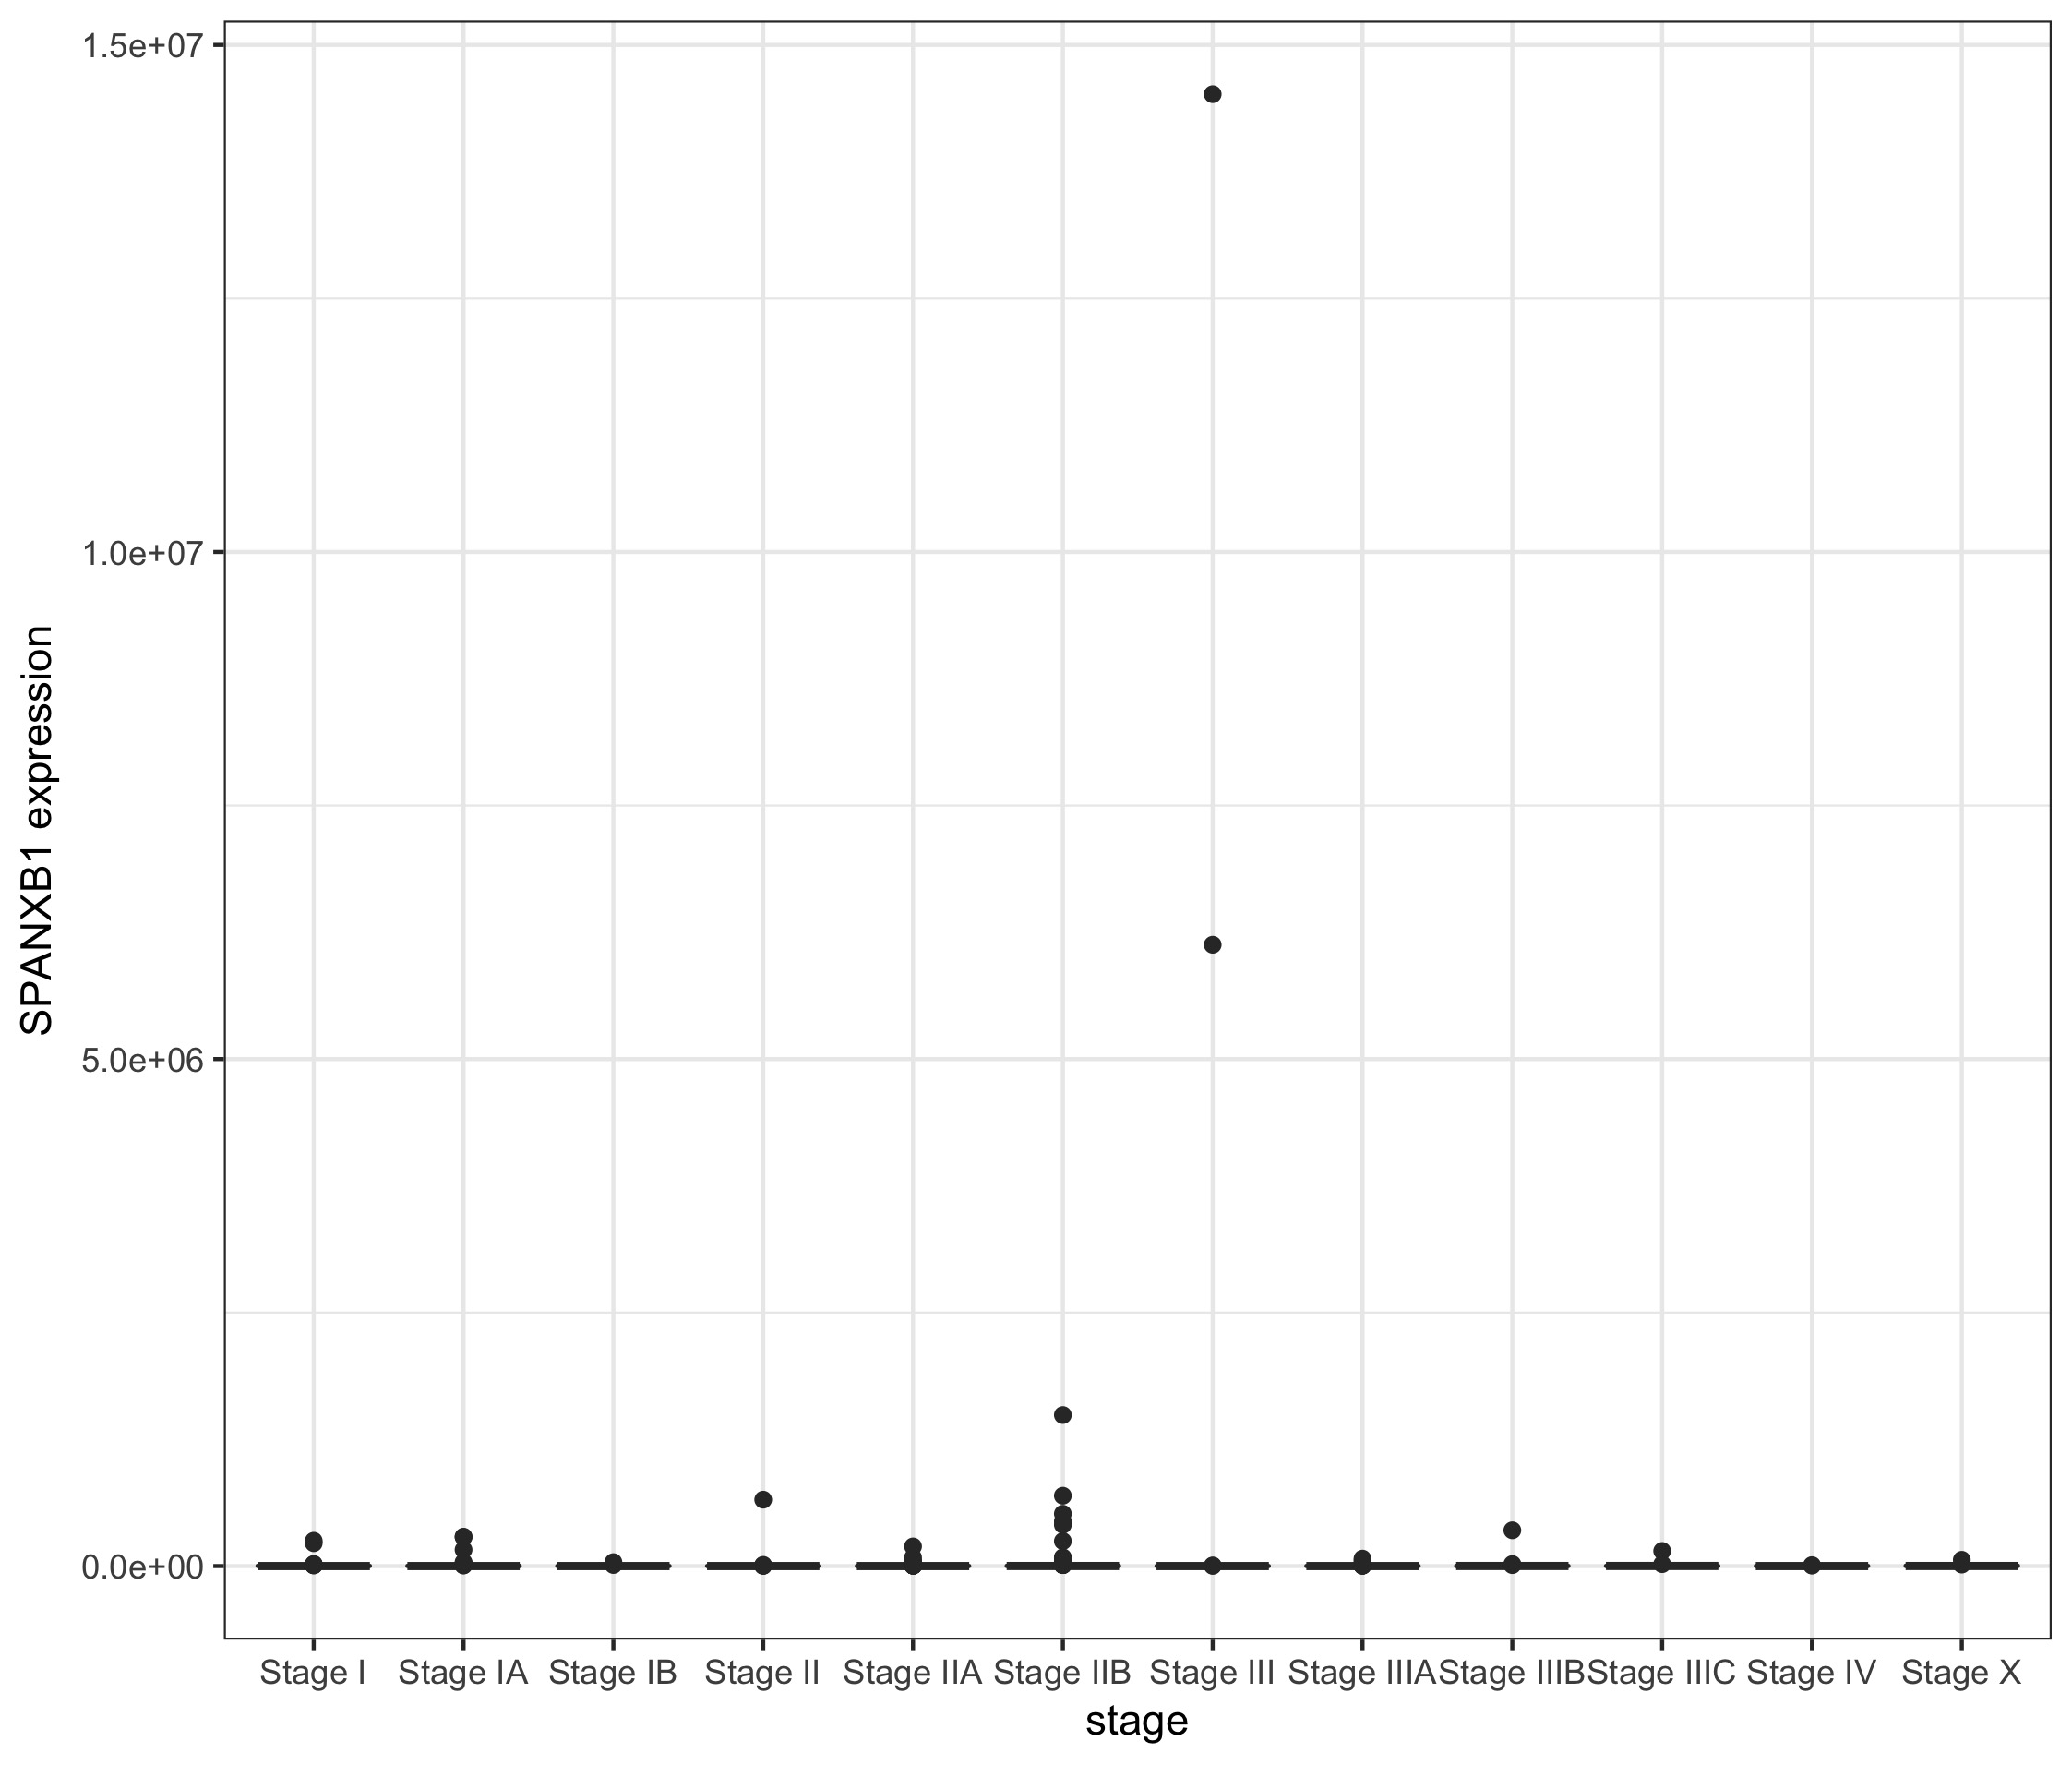 1.5e+07
1.0e+07
5.0e+06
0.0e+00
SPANXB1 expression
Stage I Stage IA Stage IB Stage II Stage IIA Stage IIB Stage III Stage IIIA Stage IIIB Stage IIIC Stage IV Stage X
stage